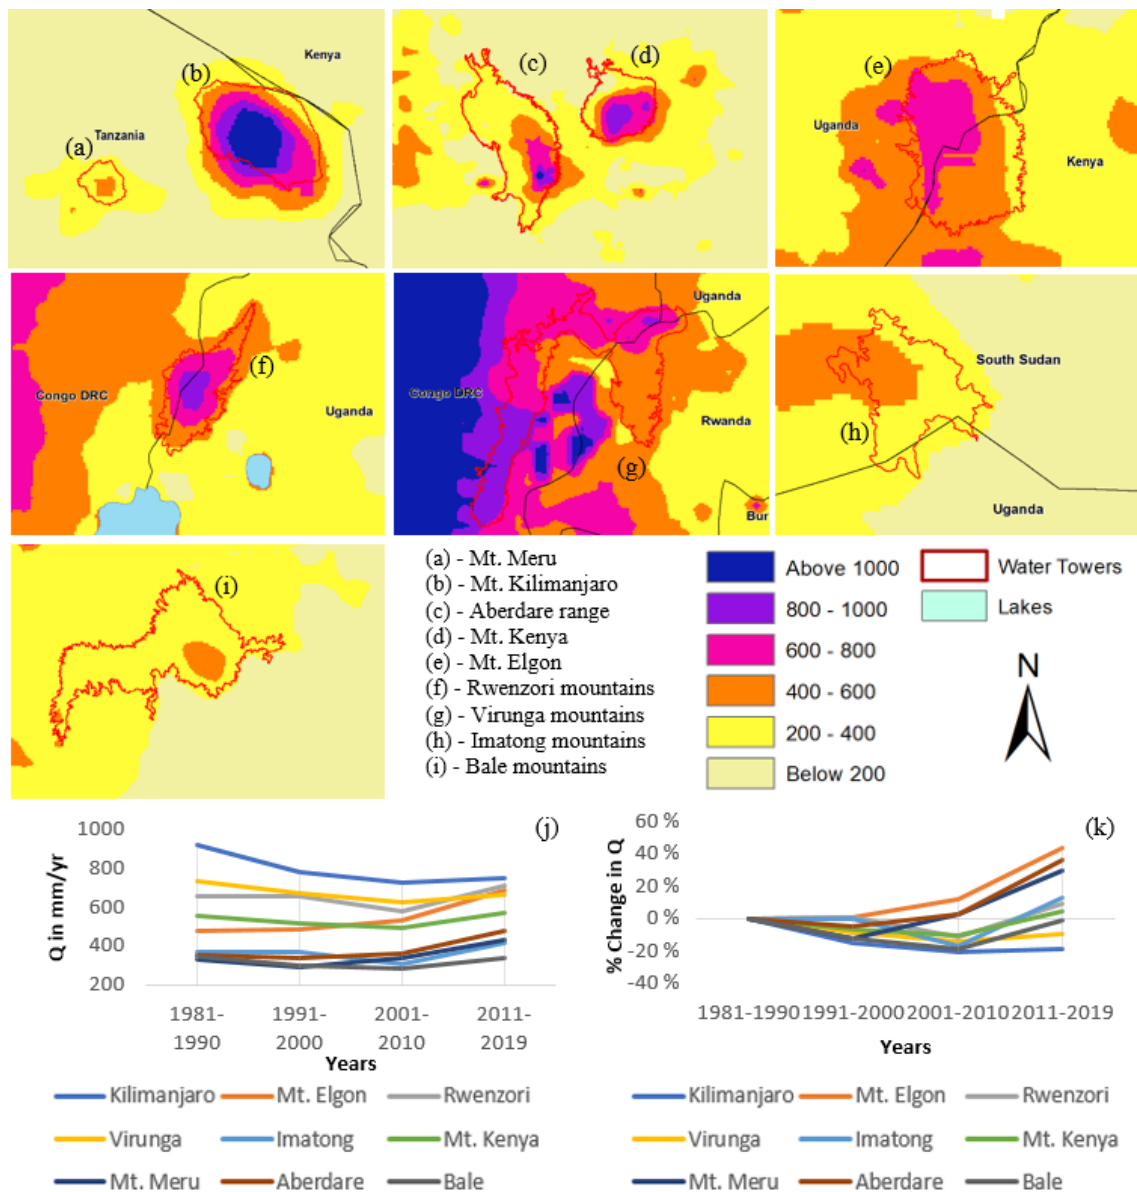 Kenya
(b)
Tanzania
(a)
(c)
(d)
(e)
Uganda
Kenya
Congo DRC
(f)
Uganda
Uganda
Congo DRC
Rwanda
(g)
Bur
South Sudan
(h)
Uganda
(i)
(a) - Mt. Meru
(b) - Mt. Kilimanjaro
(c) - Aberdare range
(d) - Mt. Kenya
(e) - Mt. Elgon
(f) - Rwenzori mountains
(g) - Virunga mountains
(h) - Imatong mountains
(i) - Bale mountains
Above 1000
800 - 1000
600 - 800
400 - 600
200 - 400
Below 200
Water Towers
Lakes
N
(j)
Q in mm/yr
1000
800
600
400
200
1981-1990
1991-2000
2001-2010
2011-2019
Years
Kilimanjaro
Mt. Elgon
Rwenzori
Virunga
Imatong
Mt. Kenya
Mt. Meru
Aberdare
Bale
(k)
% Change in Q
60 %
40 %
20 %
0 %
-20 %
-40 %
1981-1990
1991-2000
2001-2010
2011-2019
Years
Kilimanjaro
Mt. Elgon
Rwenzori
Virunga
Imatong
Mt. Kenya
Mt. Meru
Aberdare
Bale